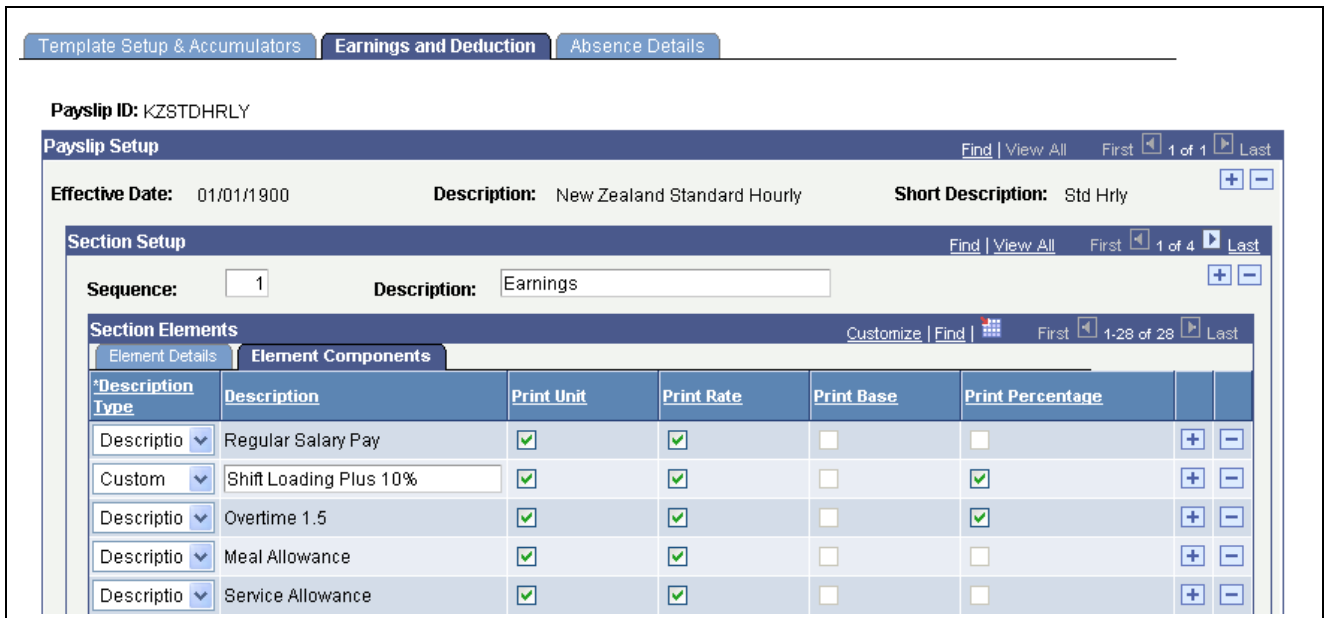 Template Setup & Accumulators Earnings and Deduction Absence Details
Payslip ID: KZSTDHRLY
Payslip Setup Find | View All First 1 of 1 Last
Effective Date: 01/01/1900 Description: New Zealand Standard Hourly Short Description: Std Hrly
Section Setup Find | View All First 1 of 4 Last
Sequence: 1 Description: Earnings
Section Elements Customize | Find | First 1-28 of 28 Last
Element Details Element Components
*Description Type Description Print Unit Print Rate Print Base Print Percentage
Descriptio Regular Salary Pay
Custom Shift Loading Plus 10%
Descriptio Overtime 1.5
Descriptio Meal Allowance
Descriptio Service Allowance